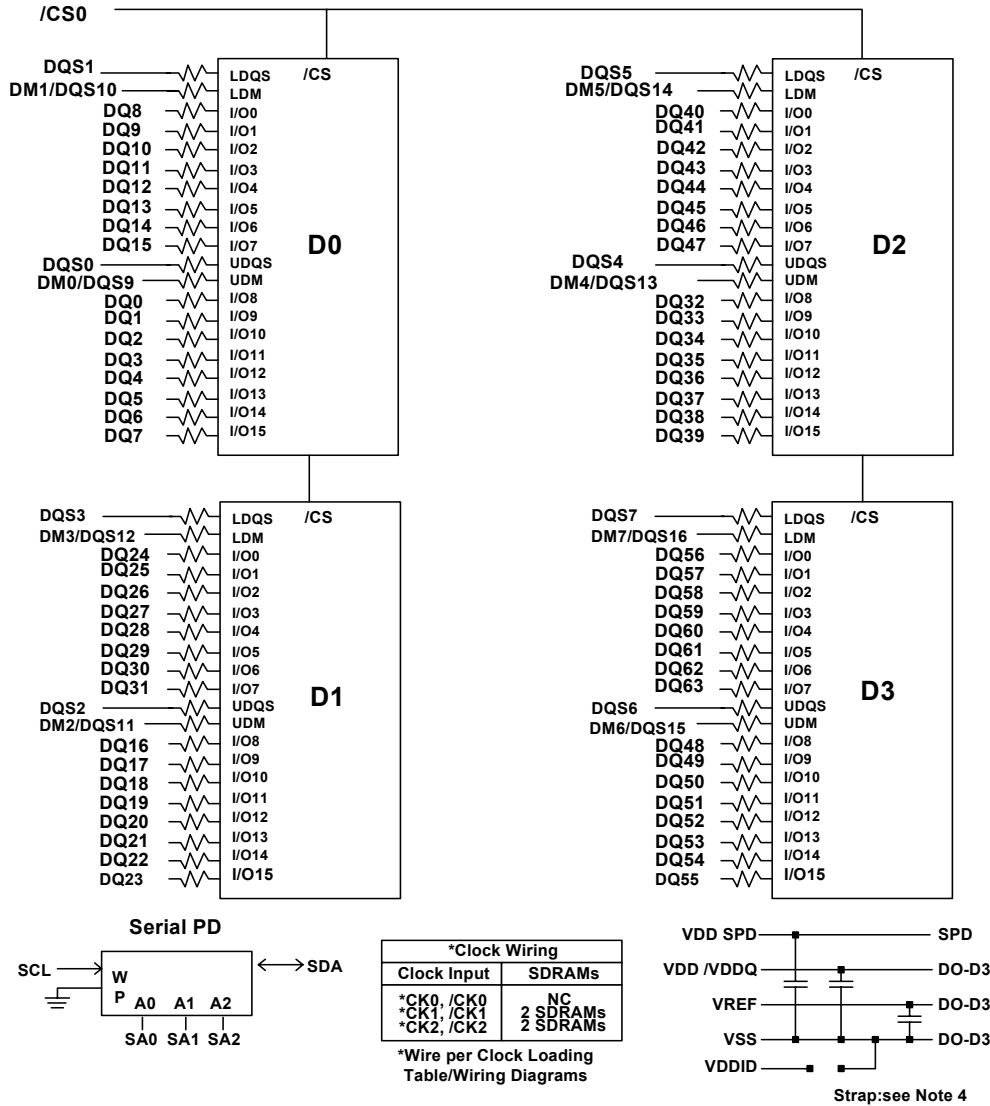 /CS0
DQS1 LDQS /CS
DM1/DQS10 LDM
DQ8 I/O0
DQ9 I/O1
DQ10 I/O2
DQ11 I/O3
DQ12 I/O4
DQ13 I/O5
DQ14 I/O6
DQ15 I/O7
D0
DQS0 UDQS
DM0/DQS9 UDM
DQ0 I/O8
DQ1 I/O9
DQ2 I/O10
DQ3 I/O11
DQ4 I/O12
DQ5 I/O13
DQ6 I/O14
DQ7 I/O15
DQS5 LDQS /CS
DM5/DQS14 LDM
DQ40 I/O0
DQ41 I/O1
DQ42 I/O2
DQ43 I/O3
DQ44 I/O4
DQ45 I/O5
DQ46 I/O6
DQ47 I/O7
D2
DQS4 UDQS
DM4/DQS13 UDM
DQ32 I/O8
DQ33 I/O9
DQ34 I/O10
DQ35 I/O11
DQ36 I/O12
DQ37 I/O13
DQ38 I/O14
DQ39 I/O15
DQS3 LDQS /CS
DM3/DQS12 LDM
DQ24 I/O0
DQ25 I/O1
DQ26 I/O2
DQ27 I/O3
DQ28 I/O4
DQ29 I/O5
DQ30 I/O6
DQ31 I/O7
D1
DQS2 UDQS
DM2/DQS11 UDM
DQ16 I/O8
DQ17 I/O9
DQ18 I/O10
DQ19 I/O11
DQ20 I/O12
DQ21 I/O13
DQ22 I/O14
DQ23 I/O15
DQS7 LDQS /CS
DM7/DQS16 LDM
DQ56 I/O0
DQ57 I/O1
DQ58 I/O2
DQ59 I/O3
DQ60 I/O4
DQ61 I/O5
DQ62 I/O6
DQ63 I/O7
D3
DQS6 UDQS
DM6/DQS15 UDM
DQ48 I/O8
DQ49 I/O9
DQ50 I/O10
DQ51 I/O11
DQ52 I/O12
DQ53 I/O13
DQ54 I/O14
DQ55 I/O15
Serial PD
SCL W SDA
P A0 A1 A2
SA0 SA1 SA2
*Clock Wiring
Clock Input SDRAMs
*CK0, /CK0 NC
*CK1, /CK1 2 SDRAMs
*CK2, /CK2 2 SDRAMs
*Wire per Clock Loading
Table/Wiring Diagrams
VDD SPD SPD
VDD /VDDQ DO-D3
VREF DO-D3
VSS DO-D3
VDDID
Strap:see Note 4